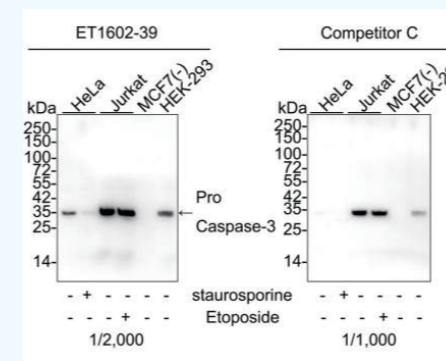 ET1602-39
HeLa Jurkat MCF7(-) HEK-293
kDa
250-
150-
100-
72-
55-
42-
35-
25-
14-
← Pro
Caspase-3
- + - - - - staurosporine
- - - + - - Etoposide
1/2,000
Competitor C
HeLa Jurkat MCF7(-)
kDa
250-
150-
100-
72-
55-
42-
35-
25-
14-
- + - - - -
- - - + - -
1/1,000